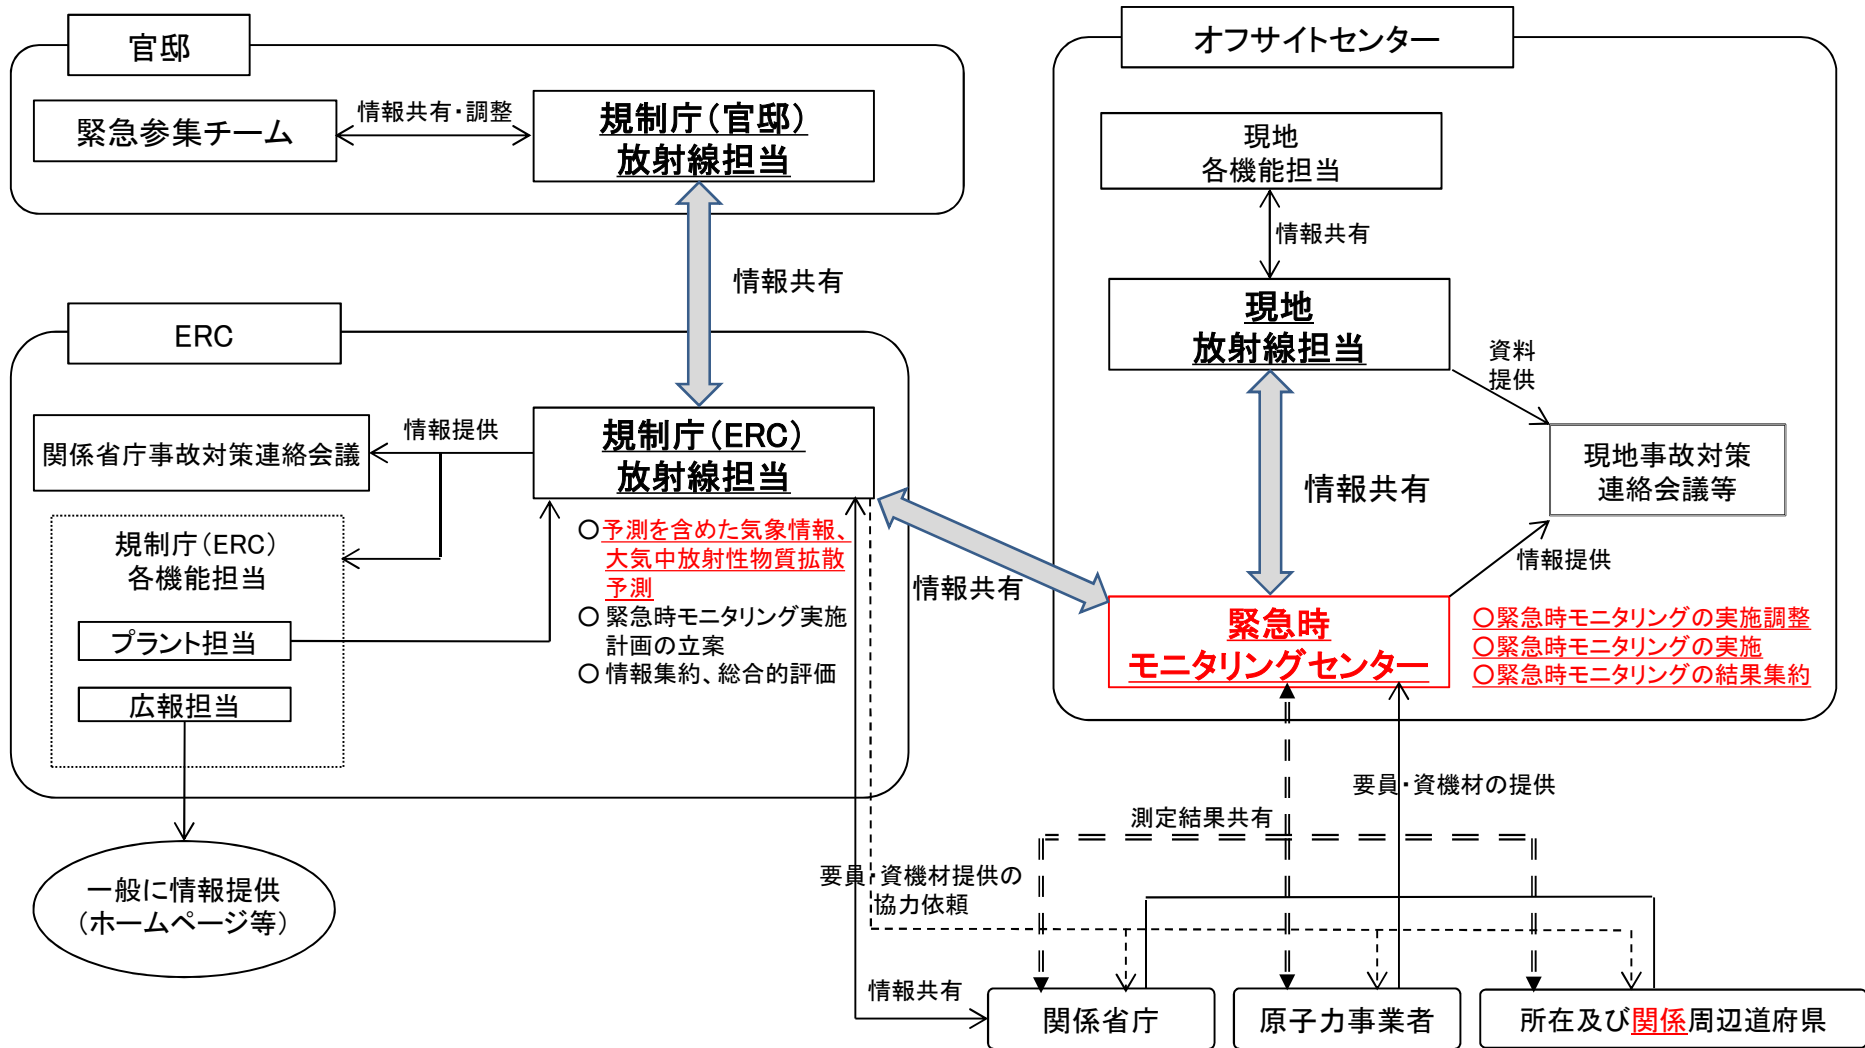 官邸
緊急参集チーム
情報共有・調整
規制庁（官邸）
放射線担当
情報共有
ERC
関係省庁事故対策連絡会議
情報提供
規制庁（ERC）
放射線担当
規制庁（ERC）
各機能担当
プラント担当
広報担当
○予測を含めた気象情報、
大気中放射性物質拡散
予測
○ 緊急時モニタリング実施
計画の立案
○ 情報集約、総合的評価
一般に情報提供
（ホームページ等）
オフサイトセンター
現地
各機能担当
情報共有
現地
放射線担当
資料
提供
情報共有
現地事故対策
連絡会議等
情報提供
情報共有
緊急時
モニタリングセンター
○緊急時モニタリングの実施調整
○緊急時モニタリングの実施
○緊急時モニタリングの結果集約
要員・資機材の提供
測定結果共有
要員・資機材提供の
協力依頼
情報共有
関係省庁
原子力事業者
所在及び関係周辺道府県